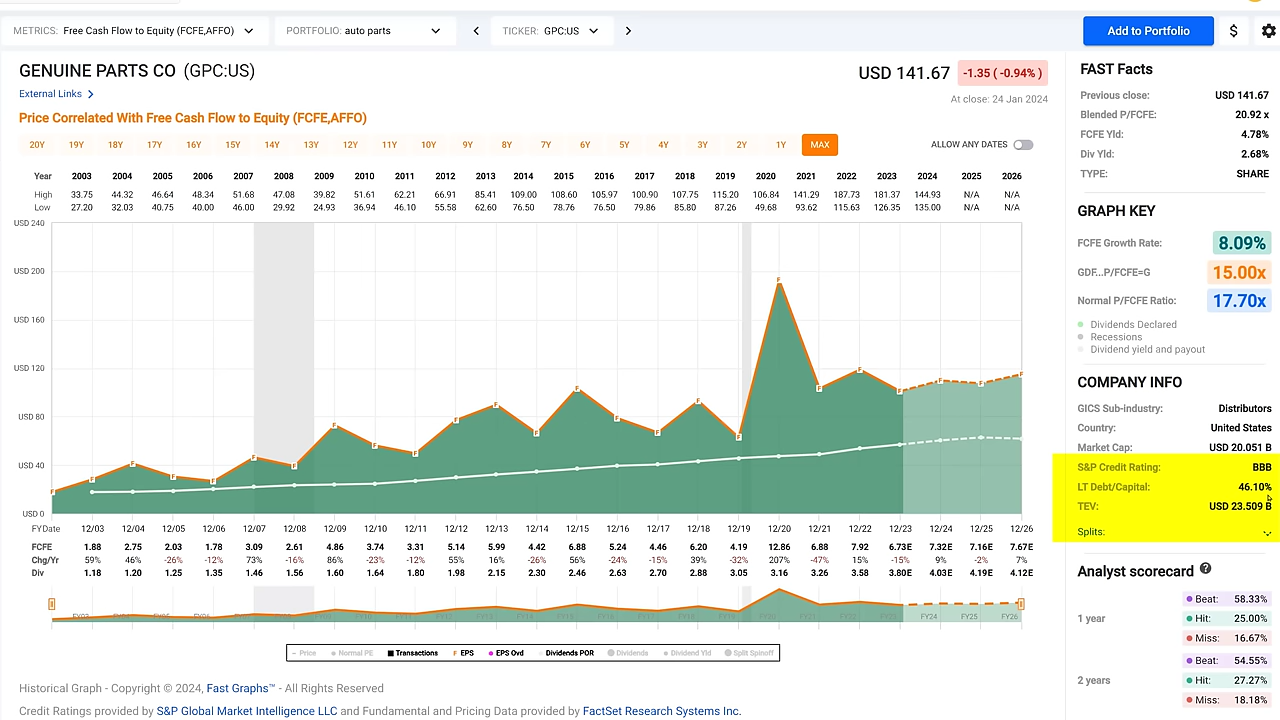 METRICS: Free Cash Flow to Equity (FCFE,AFFO) PORTFOLIO: auto parts TICKER: GPC:US Add to Portfolio $
GENUINE PARTS CO (GPC:US)
USD 141.67 -1.35 ( -0.94% )
External Links
At close: 24 Jan 2024
Price Correlated With Free Cash Flow to Equity (FCFE,AFFO)
20Y 19Y 18Y 17Y 16Y 15Y 14Y 13Y 12Y 11Y 10Y 9Y 8Y 7Y 6Y 5Y 4Y 3Y 2Y 1Y MAX ALLOW ANY DATES
Year 2003 2004 2005 2006 2007 2008 2009 2010 2011 2012 2013 2014 2015 2016 2017 2018 2019 2020 2021 2022 2023 2024 2025 2026
High 33.75 44.32 46.64 48.34 51.68 47.08 39.82 51.61 62.21 66.91 85.41 109.00 108.60 105.97 100.90 107.75 115.20 106.84 141.29 187.73 181.37 144.93 N/A N/A
Low 27.20 32.03 40.75 40.00 46.00 29.92 24.93 36.94 46.10 55.58 62.60 76.50 78.76 76.50 79.86 85.80 87.26 49.68 93.62 115.63 126.35 135.00 N/A N/A
USD 240
USD 200
USD 160
USD 120
USD 80
USD 40
USD 0
FYDate 12/03 12/04 12/05 12/06 12/07 12/08 12/09 12/10 12/11 12/12 12/13 12/14 12/15 12/16 12/17 12/18 12/19 12/20 12/21 12/22 12/23 12/24 12/25 12/26
FCFE 1.88 2.75 2.03 1.78 3.09 2.61 4.86 3.74 3.31 5.14 5.99 4.42 6.88 5.24 4.46 6.20 4.19 12.86 6.88 7.92 6.73E 7.32E 7.16E 7.67E
Chg/Yr 59% 46% -26% -12% 73% -16% 86% -23% -12% 55% 16% -26% 56% -24% -15% 39% -32% 207% -47% 15% -15% 9% -2% 7%
Div 1.18 1.20 1.25 1.35 1.46 1.56 1.60 1.64 1.80 1.98 2.15 2.30 2.46 2.63 2.70 2.88 3.05 3.16 3.26 3.58 3.80E 4.03E 4.19E 4.12E
FY24 FY25 FY26
Price Normal PE Transactions F EPS EPS Ovd Dividends POR Dividends Dividend Yld Split Spinoff
Historical Graph - Copyright © 2024, Fast Graphs™ - All Rights Reserved
Credit Ratings provided by S&P Global Market Intelligence LLC and Fundamental and Pricing Data provided by FactSet Research Systems Inc.
FAST Facts
Previous close: USD 141.67
Blended P/FCFE: 20.92 x
FCFE Yld: 4.78%
Div Yld: 2.68%
TYPE: SHARE
GRAPH KEY
FCFE Growth Rate: 8.09%
GDF...P/FCFE=G 15.00x
Normal P/FCFE Ratio: 17.70x
Dividends Declared
Recessions
Dividend yield and payout
COMPANY INFO
GICS Sub-industry: Distributors
Country: United States
Market Cap: USD 20.051 B
S&P Credit Rating: BBB
LT Debt/Capital: 46.10%
TEV: USD 23.509 B
Splits: -.-
Analyst scorecard ?
1 year
Beat: 58.33%
Hit: 25.00%
Miss: 16.67%
2 years
Beat: 54.55%
Hit: 27.27%
Miss: 18.18%